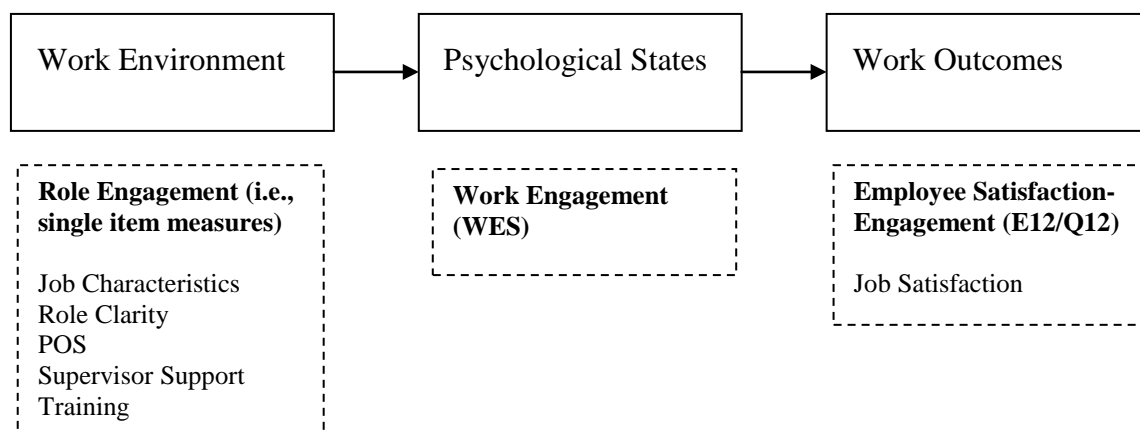 Work Environment
Psychological States
Work Outcomes
Role Engagement (i.e.,
single item measures)
Job Characteristics
Role Clarity
POS
Supervisor Support
Training
Work Engagement
(WES)
Employee Satisfaction-
Engagement (E12/Q12)
Job Satisfaction